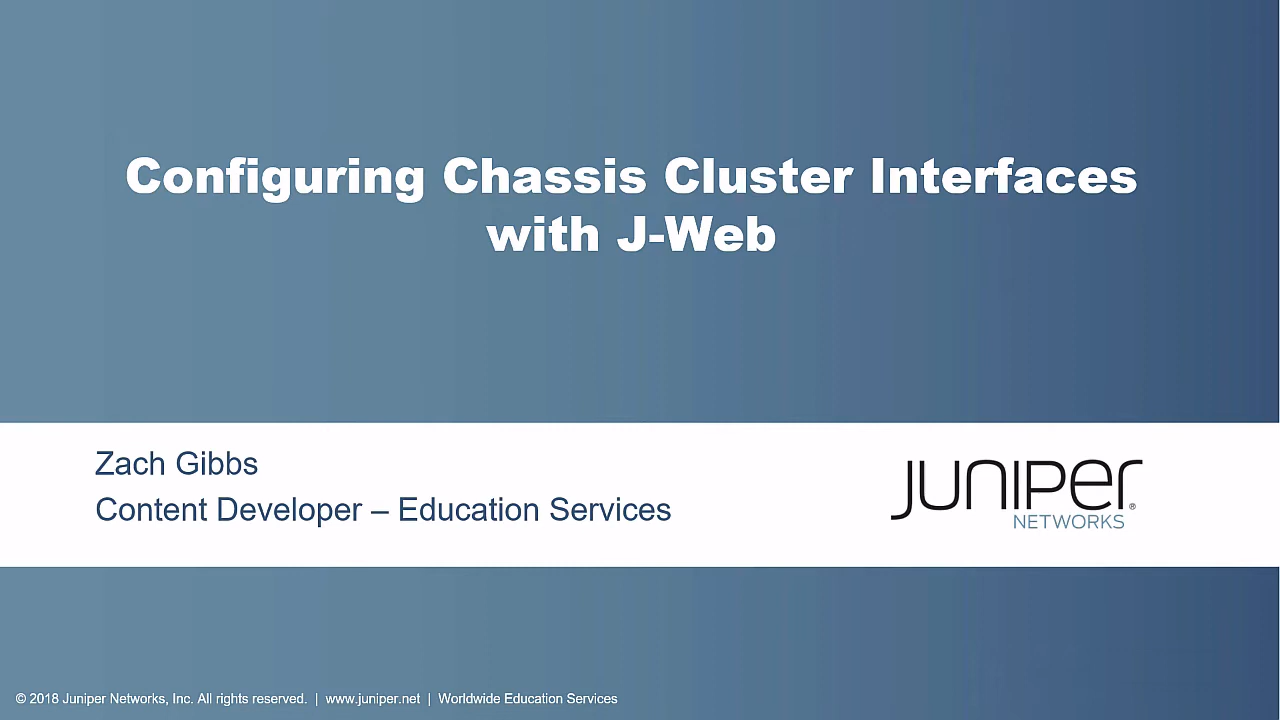 Configuring Chassis Cluster Interfaces
with J-Web
Zach Gibbs
Content Developer – Education Services
JUNIPEr®
NETWORKS
© 2018 Juniper Networks, Inc. All rights reserved. | www.juniper.net | Worldwide Education Services